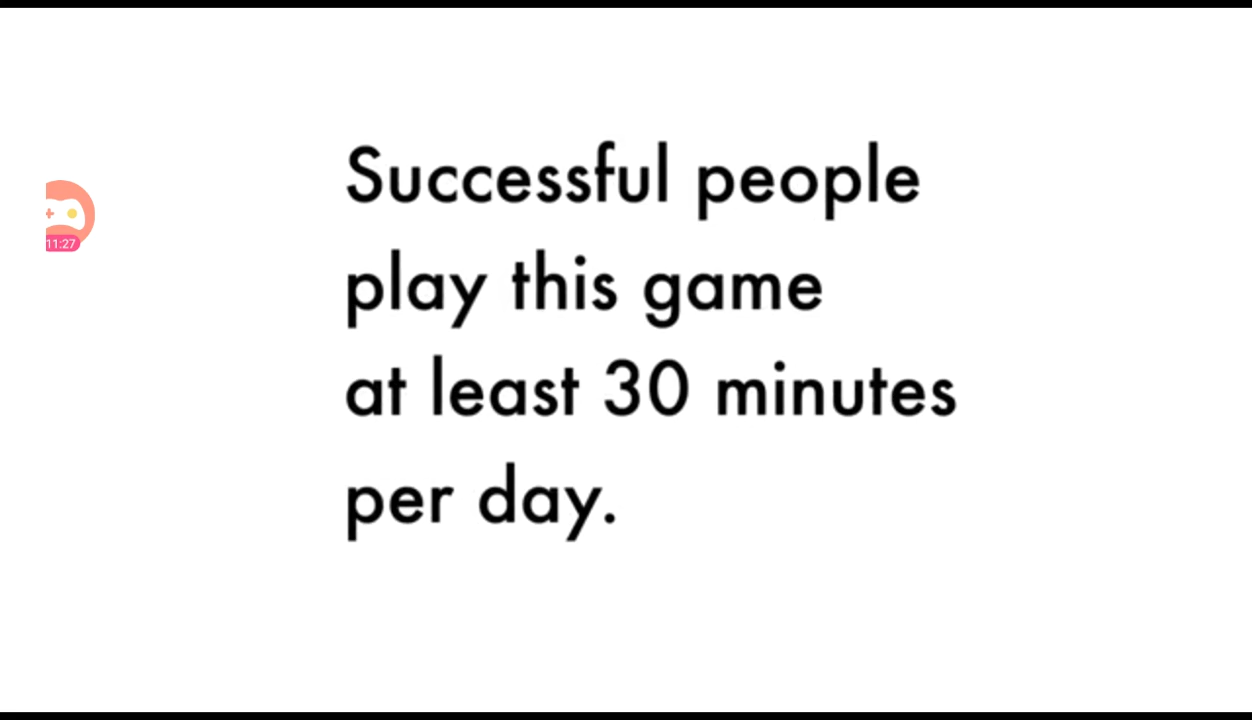 Successful people
play this game
11:27
at least 30 minutes
per day.